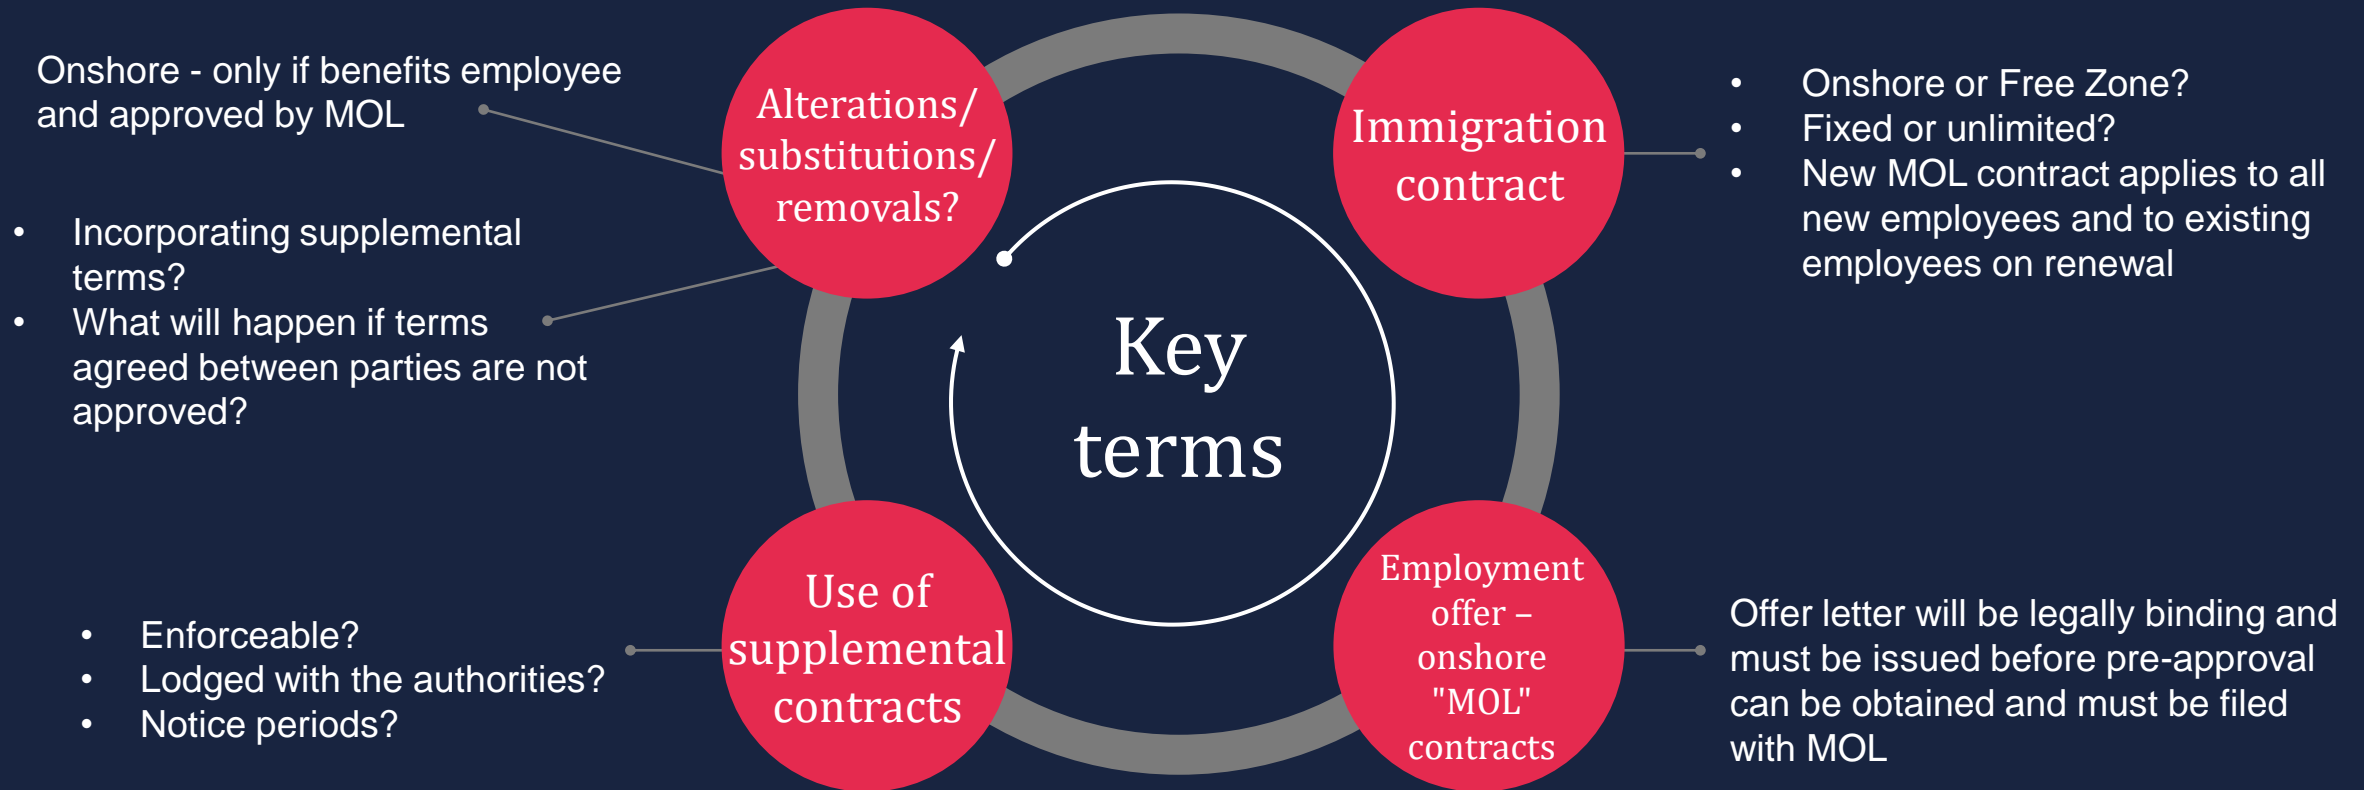 Onshore - only if benefits employee
and approved by MOL
• Incorporating supplemental
terms?
• What will happen if terms
agreed between parties are not
approved?
Alterations/
substitutions/
removals?
Immigration
contract
• Onshore or Free Zone?
• Fixed or unlimited?
• New MOL contract applies to all
new employees and to existing
employees on renewal
Key
terms
• Enforceable?
• Lodged with the authorities?
• Notice periods?
Use of
supplemental
contracts
Employment
offer –
onshore
"MOL"
contracts
Offer letter will be legally binding and
must be issued before pre-approval
can be obtained and must be filed
with MOL